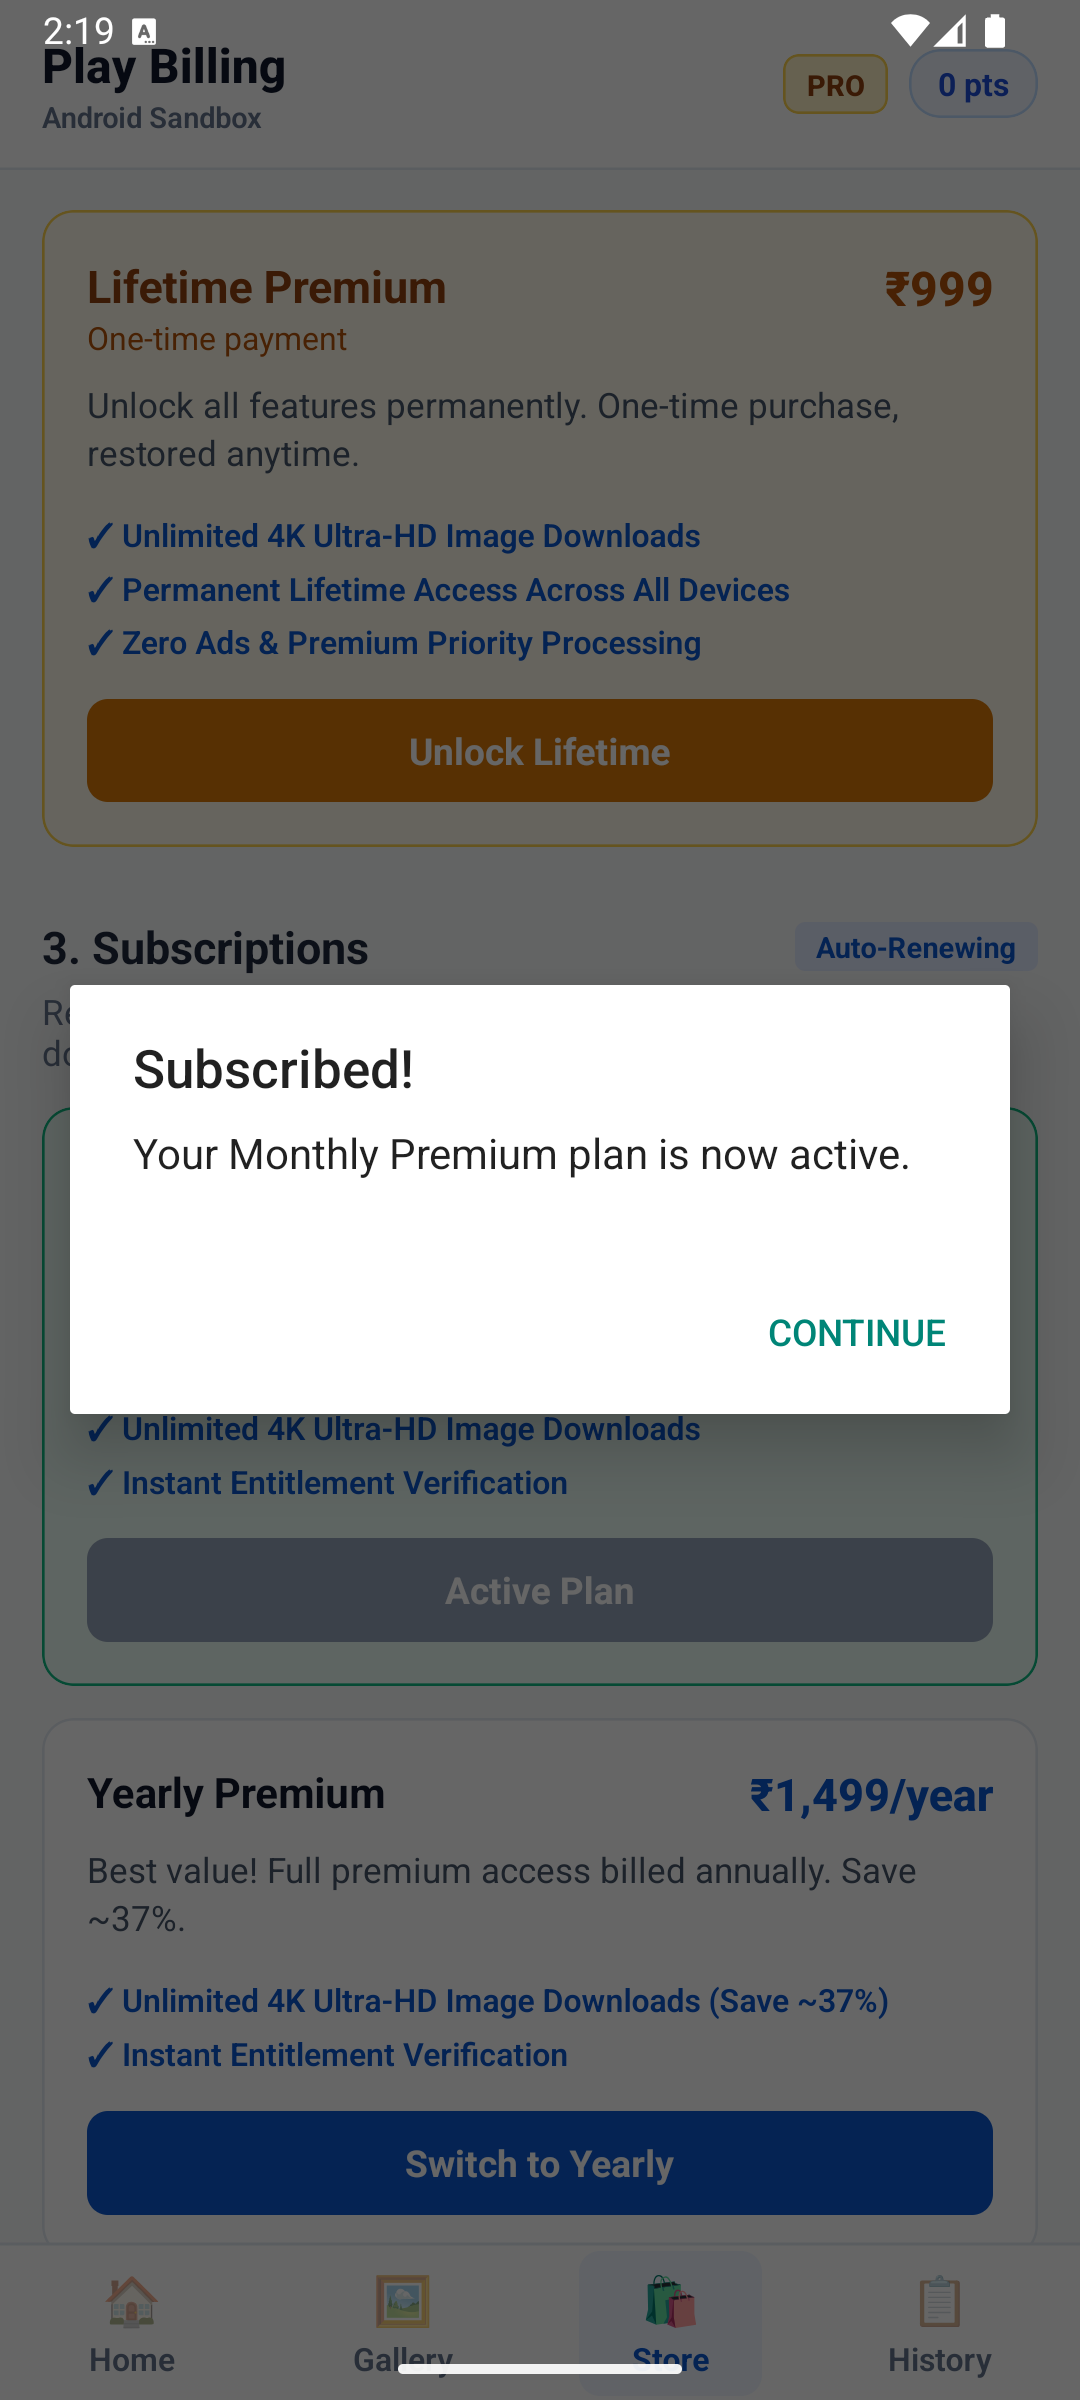 2:19
Play Billing
PRO
0 pts
Android Sandbox
Lifetime Premium
₹999
One-time payment
Unlock all features permanently. One-time purchase,
restored anytime.
✓ Unlimited 4K Ultra-HD Image Downloads
✓ Permanent Lifetime Access Across All Devices
✓ Zero Ads & Premium Priority Processing
Unlock Lifetime
3. Subscriptions
Auto-Renewing
Subscribed!
Your Monthly Premium plan is now active.
CONTINUE
✓ Unlimited 4K Ultra-HD Image Downloads
✓ Instant Entitlement Verification
Active Plan
Yearly Premium
₹1,499/year
Best value! Full premium access billed annually. Save
~37%.
✓ Unlimited 4K Ultra-HD Image Downloads (Save ~37%)
✓ Instant Entitlement Verification
Switch to Yearly
Home
Gallery
Store
History